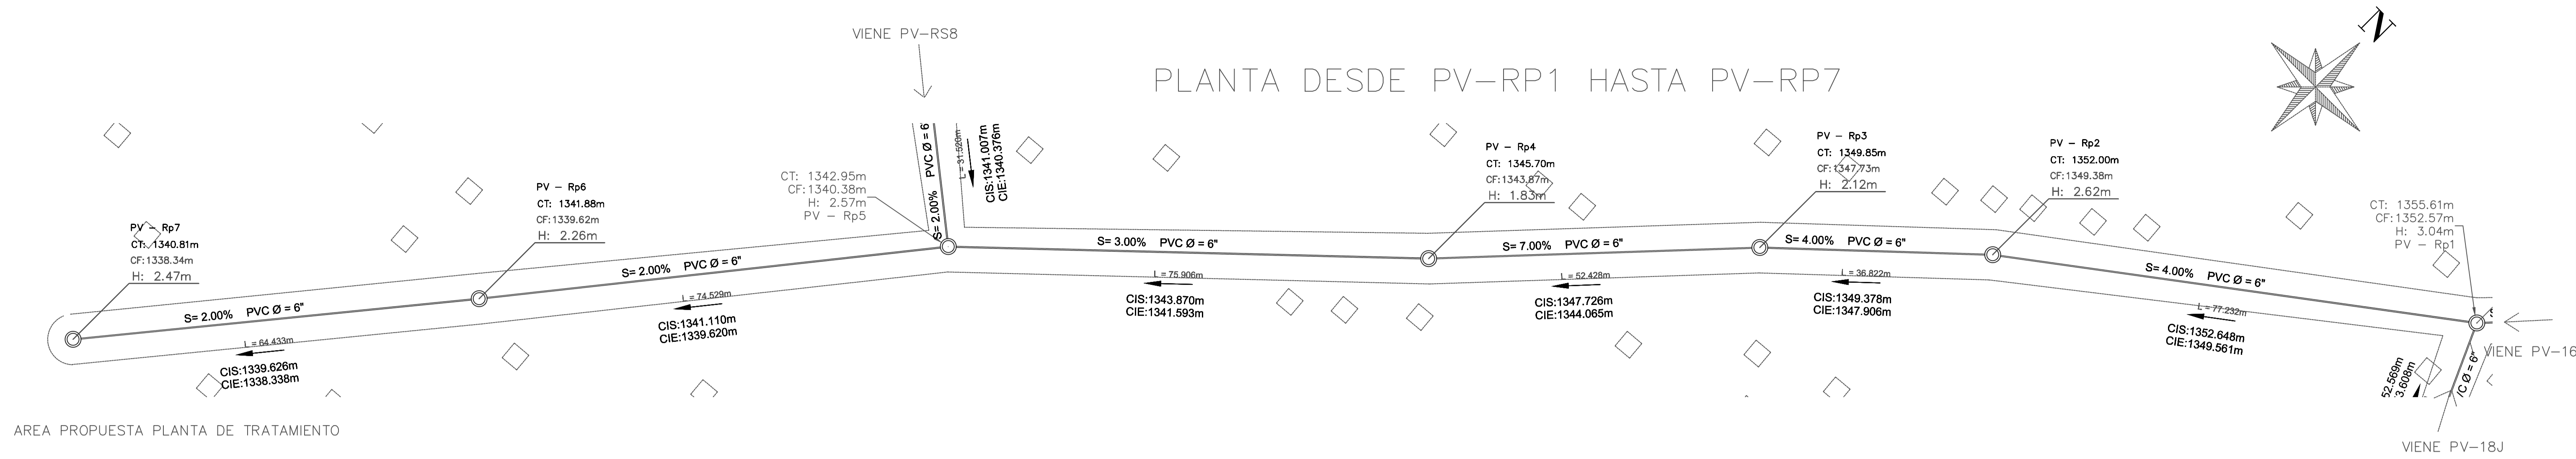 VIENE PV-RS8
PLANTA DESDE PV-RP1 HASTA PV-RP7
N
PV - Rp7
CT: 1340.81m
CF:1338.34m
H: 2.47m
PV - Rp6
CT: 1341.88m
CF:1339.62m
H: 2.26m
CT: 1342.95m
CF:1340.38m
H: 2.57m
PV - Rp5
S= 2.00% PVC Ø = 6
L = 31.526m
CIS:1341.007m
CIE:1340.376m
PV - Rp4
CT: 1345.70m
CF:1343.87m
H: 1.83m
PV - Rp3
CT: 1349.85m
CF:1347.73m
H: 2.12m
PV - Rp2
CT: 1352.00m
CF:1349.38m
H: 2.62m
CT: 1355.61m
CF:1352.57m
H: 3.04m
PV - Rp1
S= 2.00% PVC Ø = 6"
L = 64.433m
CIS:1339.626m
CIE:1338.338m
S= 2.00% PVC Ø = 6"
L = 74.529m
CIS:1341.110m
CIE:1339.620m
S= 3.00% PVC Ø = 6"
L = 75.906m
CIS:1343.870m
CIE:1341.593m
S= 7.00% PVC Ø = 6"
L = 52.428m
CIS:1347.726m
CIE:1344.065m
S= 4.00% PVC Ø = 6"
L = 36.822m
CIS:1349.378m
CIE:1347.906m
S= 4.00% PVC Ø = 6"
L = 77.232m
CIS:1352.648m
CIE:1349.561m
VIENE PV-16
52.569m
3.608m
VC Ø = 6"
VIENE PV-18J
AREA PROPUESTA PLANTA DE TRATAMIENTO